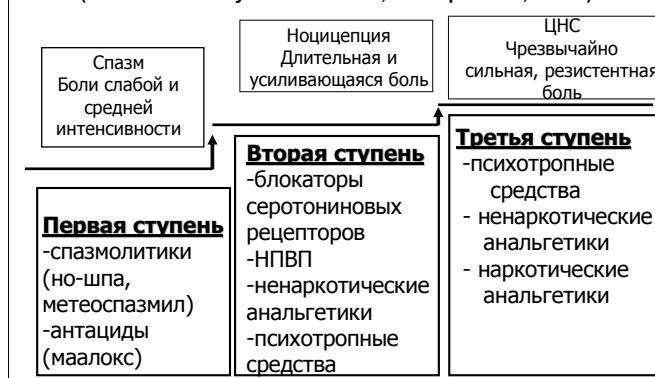 Спазм
Боли слабой и
средней
интенсивности
Ноцицепция
Длительная и
усиливающаяся боль
ЦНС
Чрезвычайно
сильная, резистентная
боль
Первая ступень
-спазмолитики
(но-шпа,
метеоспазмил)
-антациды
(маалокс)
Вторая ступень
-блокаторы
серотониновых
рецепторов
-НПВП
-ненаркотические
анальгетики
-психотропные
средства
Третья ступень
-психотропные
средства
- ненаркотические
анальгетики
- наркотические
анальгетики